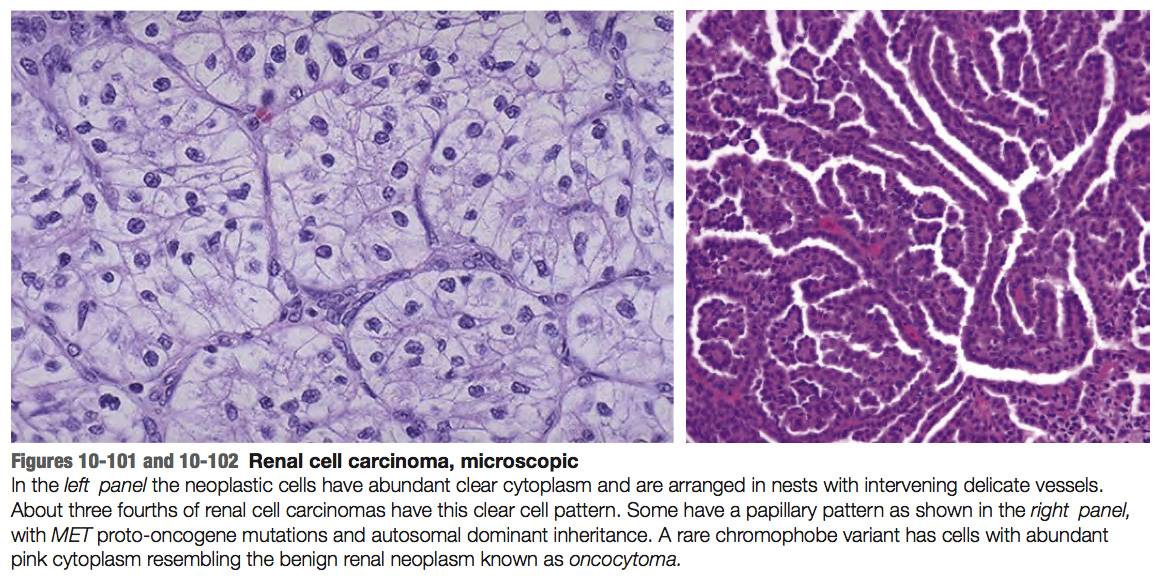 Figures 10-101 and 10-102 Renal cell carcinoma, microscopic
In the left panel the neoplastic cells have abundant clear cytoplasm and are arranged in nests with intervening delicate vessels.
About three fourths of renal cell carcinomas have this clear cell pattern. Some have a papillary pattern as shown in the right panel,
with MET proto-oncogene mutations and autosomal dominant inheritance. A rare chromophobe variant has cells with abundant
pink cytoplasm resembling the benign renal neoplasm known as oncocytoma.